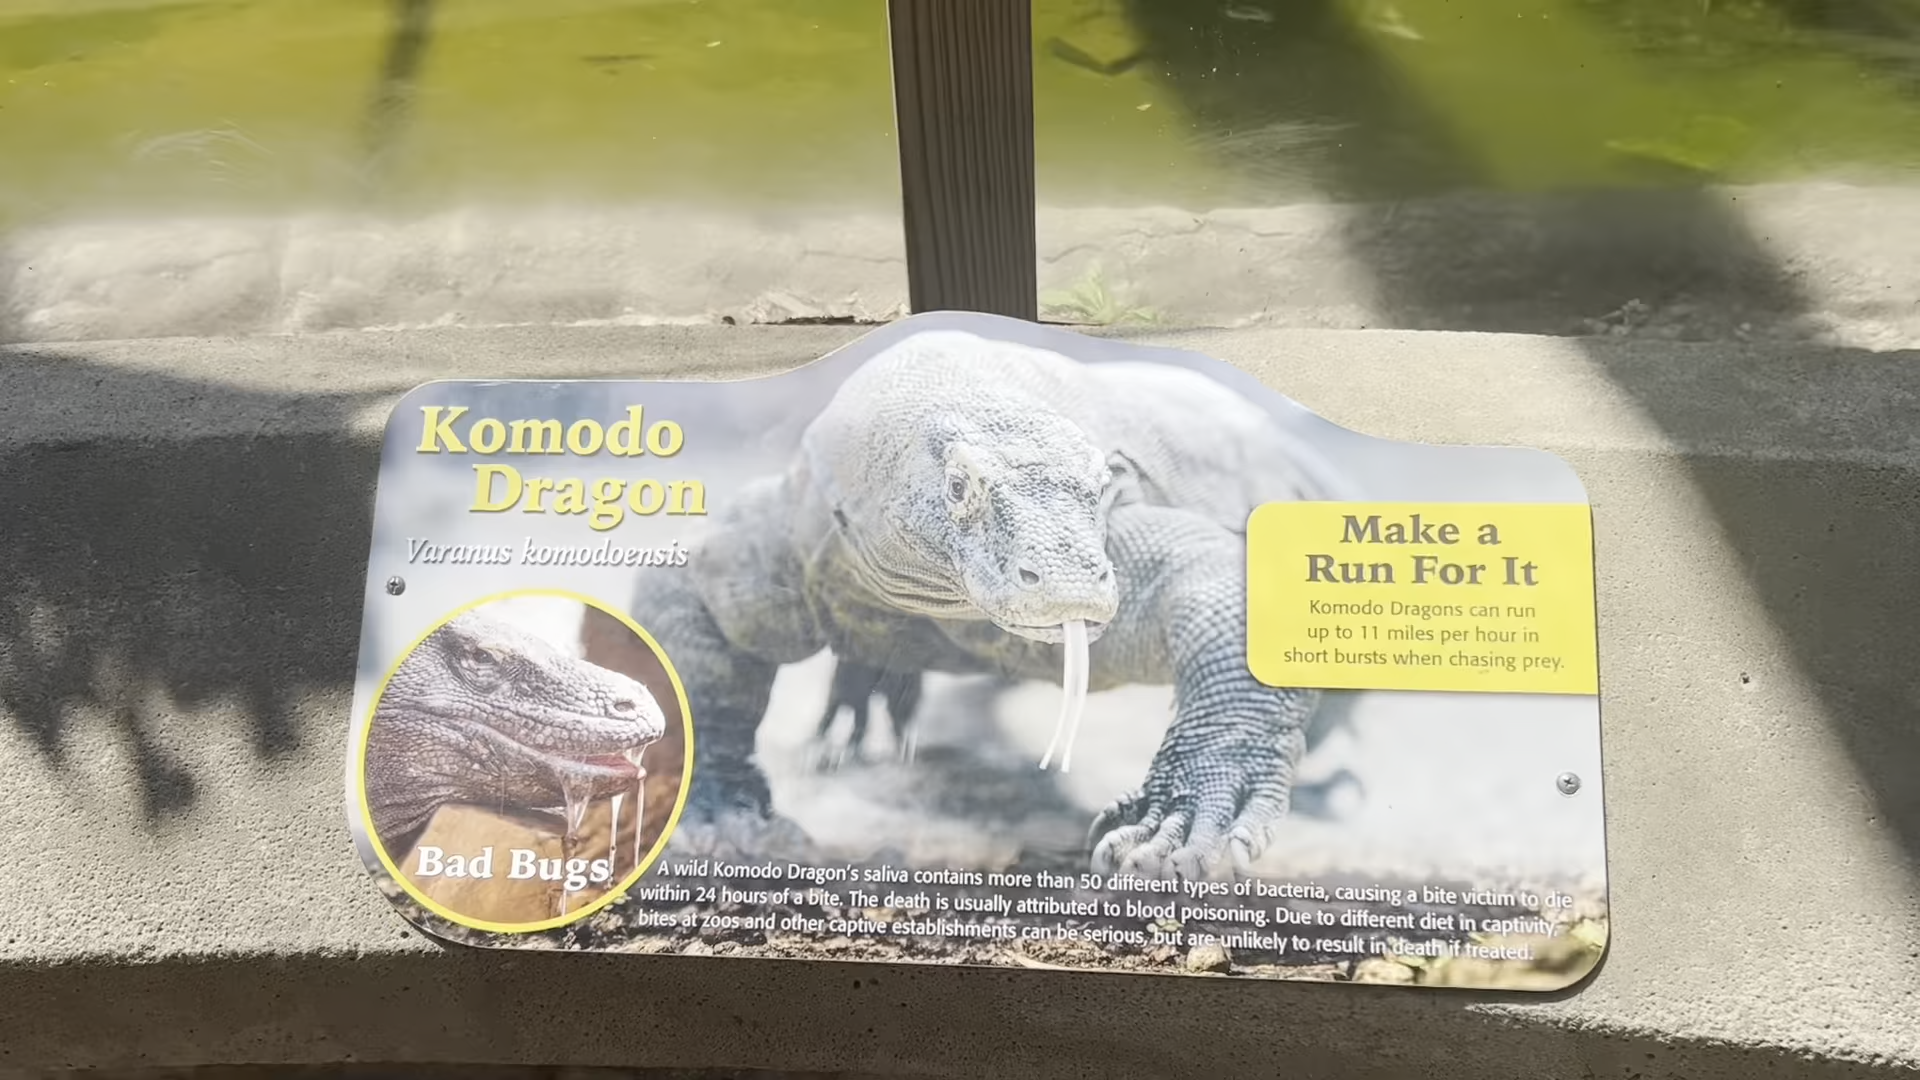 Komodo
Dragon
Varanus komodoensis
Make a
Run For It
Komodo Dragons can run
up to 11 miles per hour in
short bursts when chasing prey.
Bad Bugs
A wild Komodo Dragon's saliva contains more than 50 different types of bacteria, causing a bite victim to die
within 24 hours of a bite. The death is usually attributed to blood poisoning. Due to different diet in captivity,
bites at zoos and other captive establishments can be serious, but are unlikely to result in death if treated.